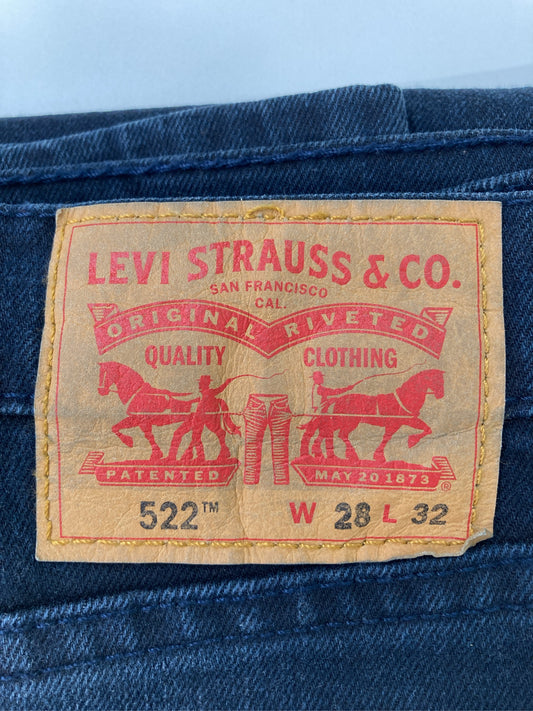 LEVI STRAUSS & CO.
SAN FRANCISCO
CAL.
ORIGINAL RIVETED
QUALITY CLOTHING
PATENTED MAY 20 1873 ®
522™ W 28 L 32